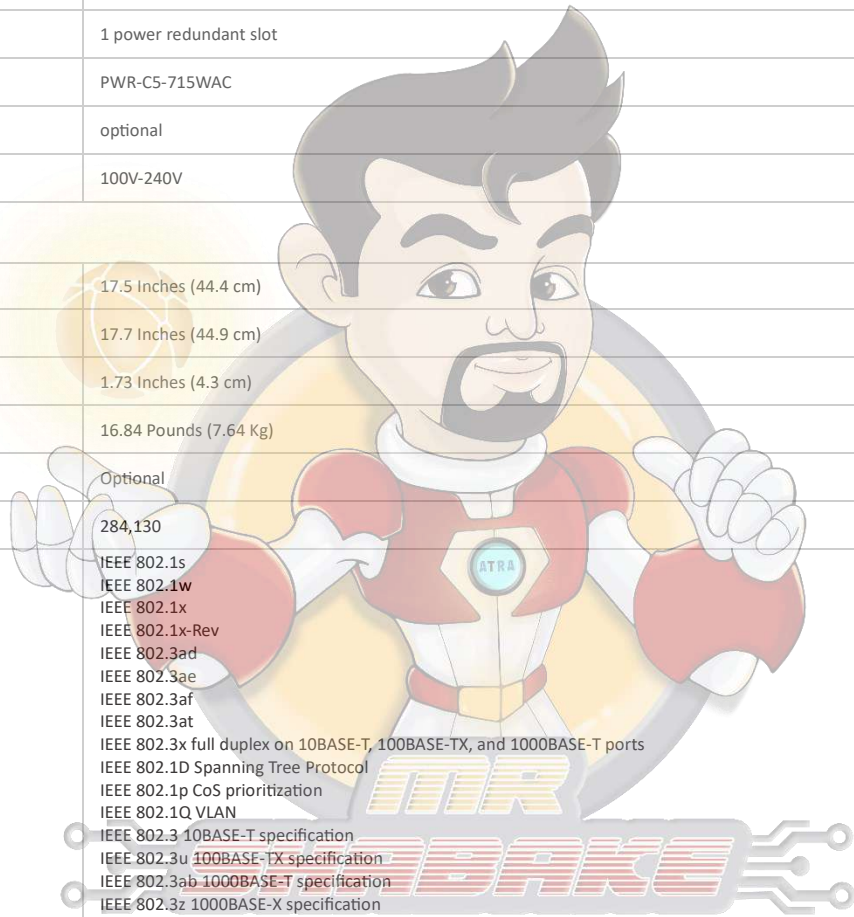 1 power redundant slot
PWR-C5-715WAC
optional
100V-240V
17.5 Inches (44.4 cm)
17.7 Inches (44.9 cm)
1.73 Inches (4.3 cm)
16.84 Pounds (7.64 Kg)
Optional
284,130
IEEE 802.1s
IEEE 802.1w
IEEE 802.1x
IEEE 802.1x-Rev
IEEE 802.3ad
IEEE 802.3ae
IEEE 802.3af
IEEE 802.3at
IEEE 802.3x full duplex on 10BASE-T, 100BASE-TX, and 1000BASE-T ports
IEEE 802.1D Spanning Tree Protocol
IEEE 802.1p CoS prioritization
IEEE 802.1Q VLAN
IEEE 802.3 10BASE-T specification
IEEE 802.3u 100BASE-TX specification
IEEE 802.3ab 1000BASE-T specification
IEEE 802.3z 1000BASE-X specification
ATRA
MR
SHABAKE